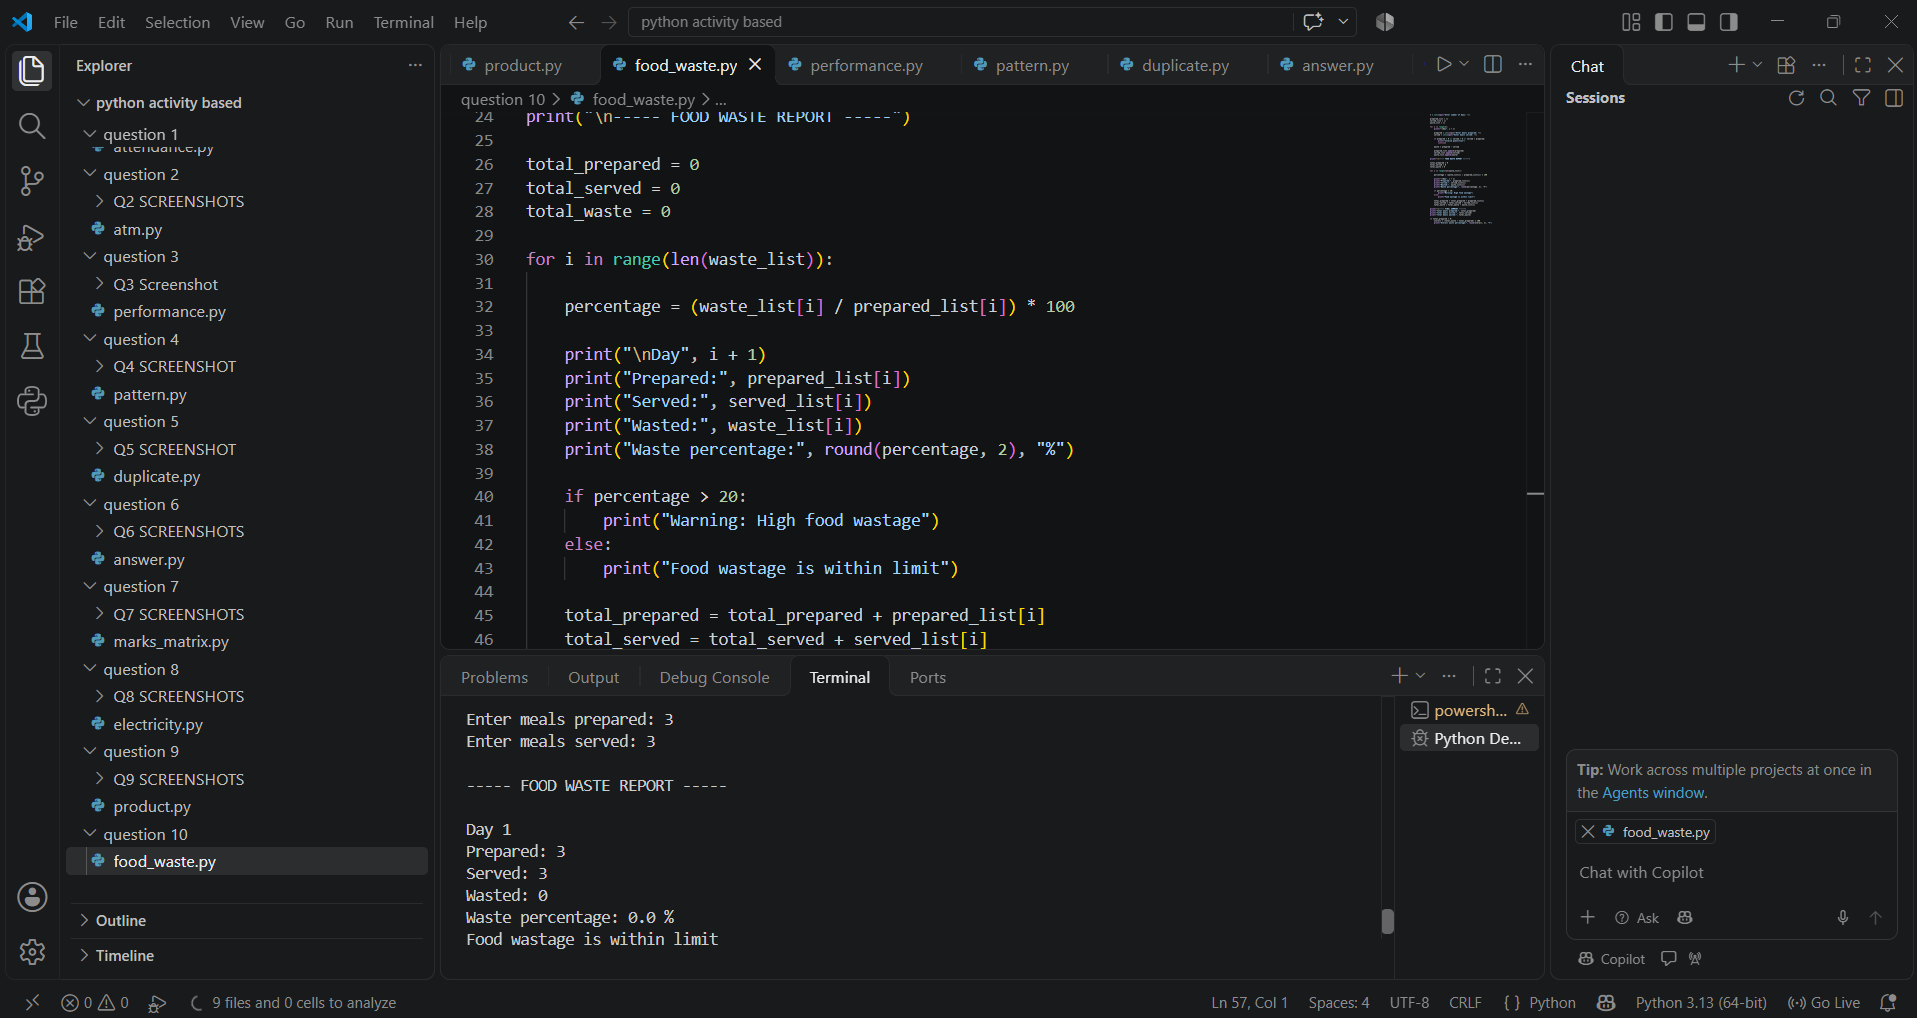 File Edit Selection View Go Run Terminal Help
python activity based
Explorer
python activity based
question 1
attendance.py
question 2
Q2 SCREENSHOTS
atm.py
question 3
Q3 Screenshot
performance.py
question 4
Q4 SCREENSHOT
pattern.py
question 5
Q5 SCREENSHOT
duplicate.py
question 6
Q6 SCREENSHOTS
answer.py
question 7
Q7 SCREENSHOTS
marks_matrix.py
question 8
Q8 SCREENSHOTS
electricity.py
question 9
Q9 SCREENSHOTS
product.py
question 10
food_waste.py
Outline
Timeline
product.py food_waste.py performance.py pattern.py duplicate.py answer.py
question 10 > food_waste.py > ...
24 print("\n----- FOOD WASTE REPORT -----")
25
26 total_prepared = 0
27 total_served = 0
28 total_waste = 0
29
30 for i in range(len(waste_list)):
31
32 percentage = (waste_list[i] / prepared_list[i]) * 100
33
34 print("\nDay", i + 1)
35 print("Prepared:", prepared_list[i])
36 print("Served:", served_list[i])
37 print("Wasted:", waste_list[i])
38 print("Waste percentage:", round(percentage, 2), "%")
39
40 if percentage > 20:
41 print("Warning: High food wastage")
42 else:
43 print("Food wastage is within limit")
44
45 total_prepared = total_prepared + prepared_list[i]
46 total_served = total_served + served_list[i]
Problems Output Debug Console Terminal Ports
Enter meals prepared: 3
Enter meals served: 3
----- FOOD WASTE REPORT -----
Day 1
Prepared: 3
Served: 3
Wasted: 0
Waste percentage: 0.0 %
Food wastage is within limit
powersh...
Python De...
Chat
Sessions
Tip: Work across multiple projects at once in
the Agents window.
food_waste.py
Chat with Copilot
Ask
Copilot
0 0 9 files and 0 cells to analyze
Ln 57, Col 1 Spaces: 4 UTF-8 CRLF { } Python Python 3.13 (64-bit) Go Live